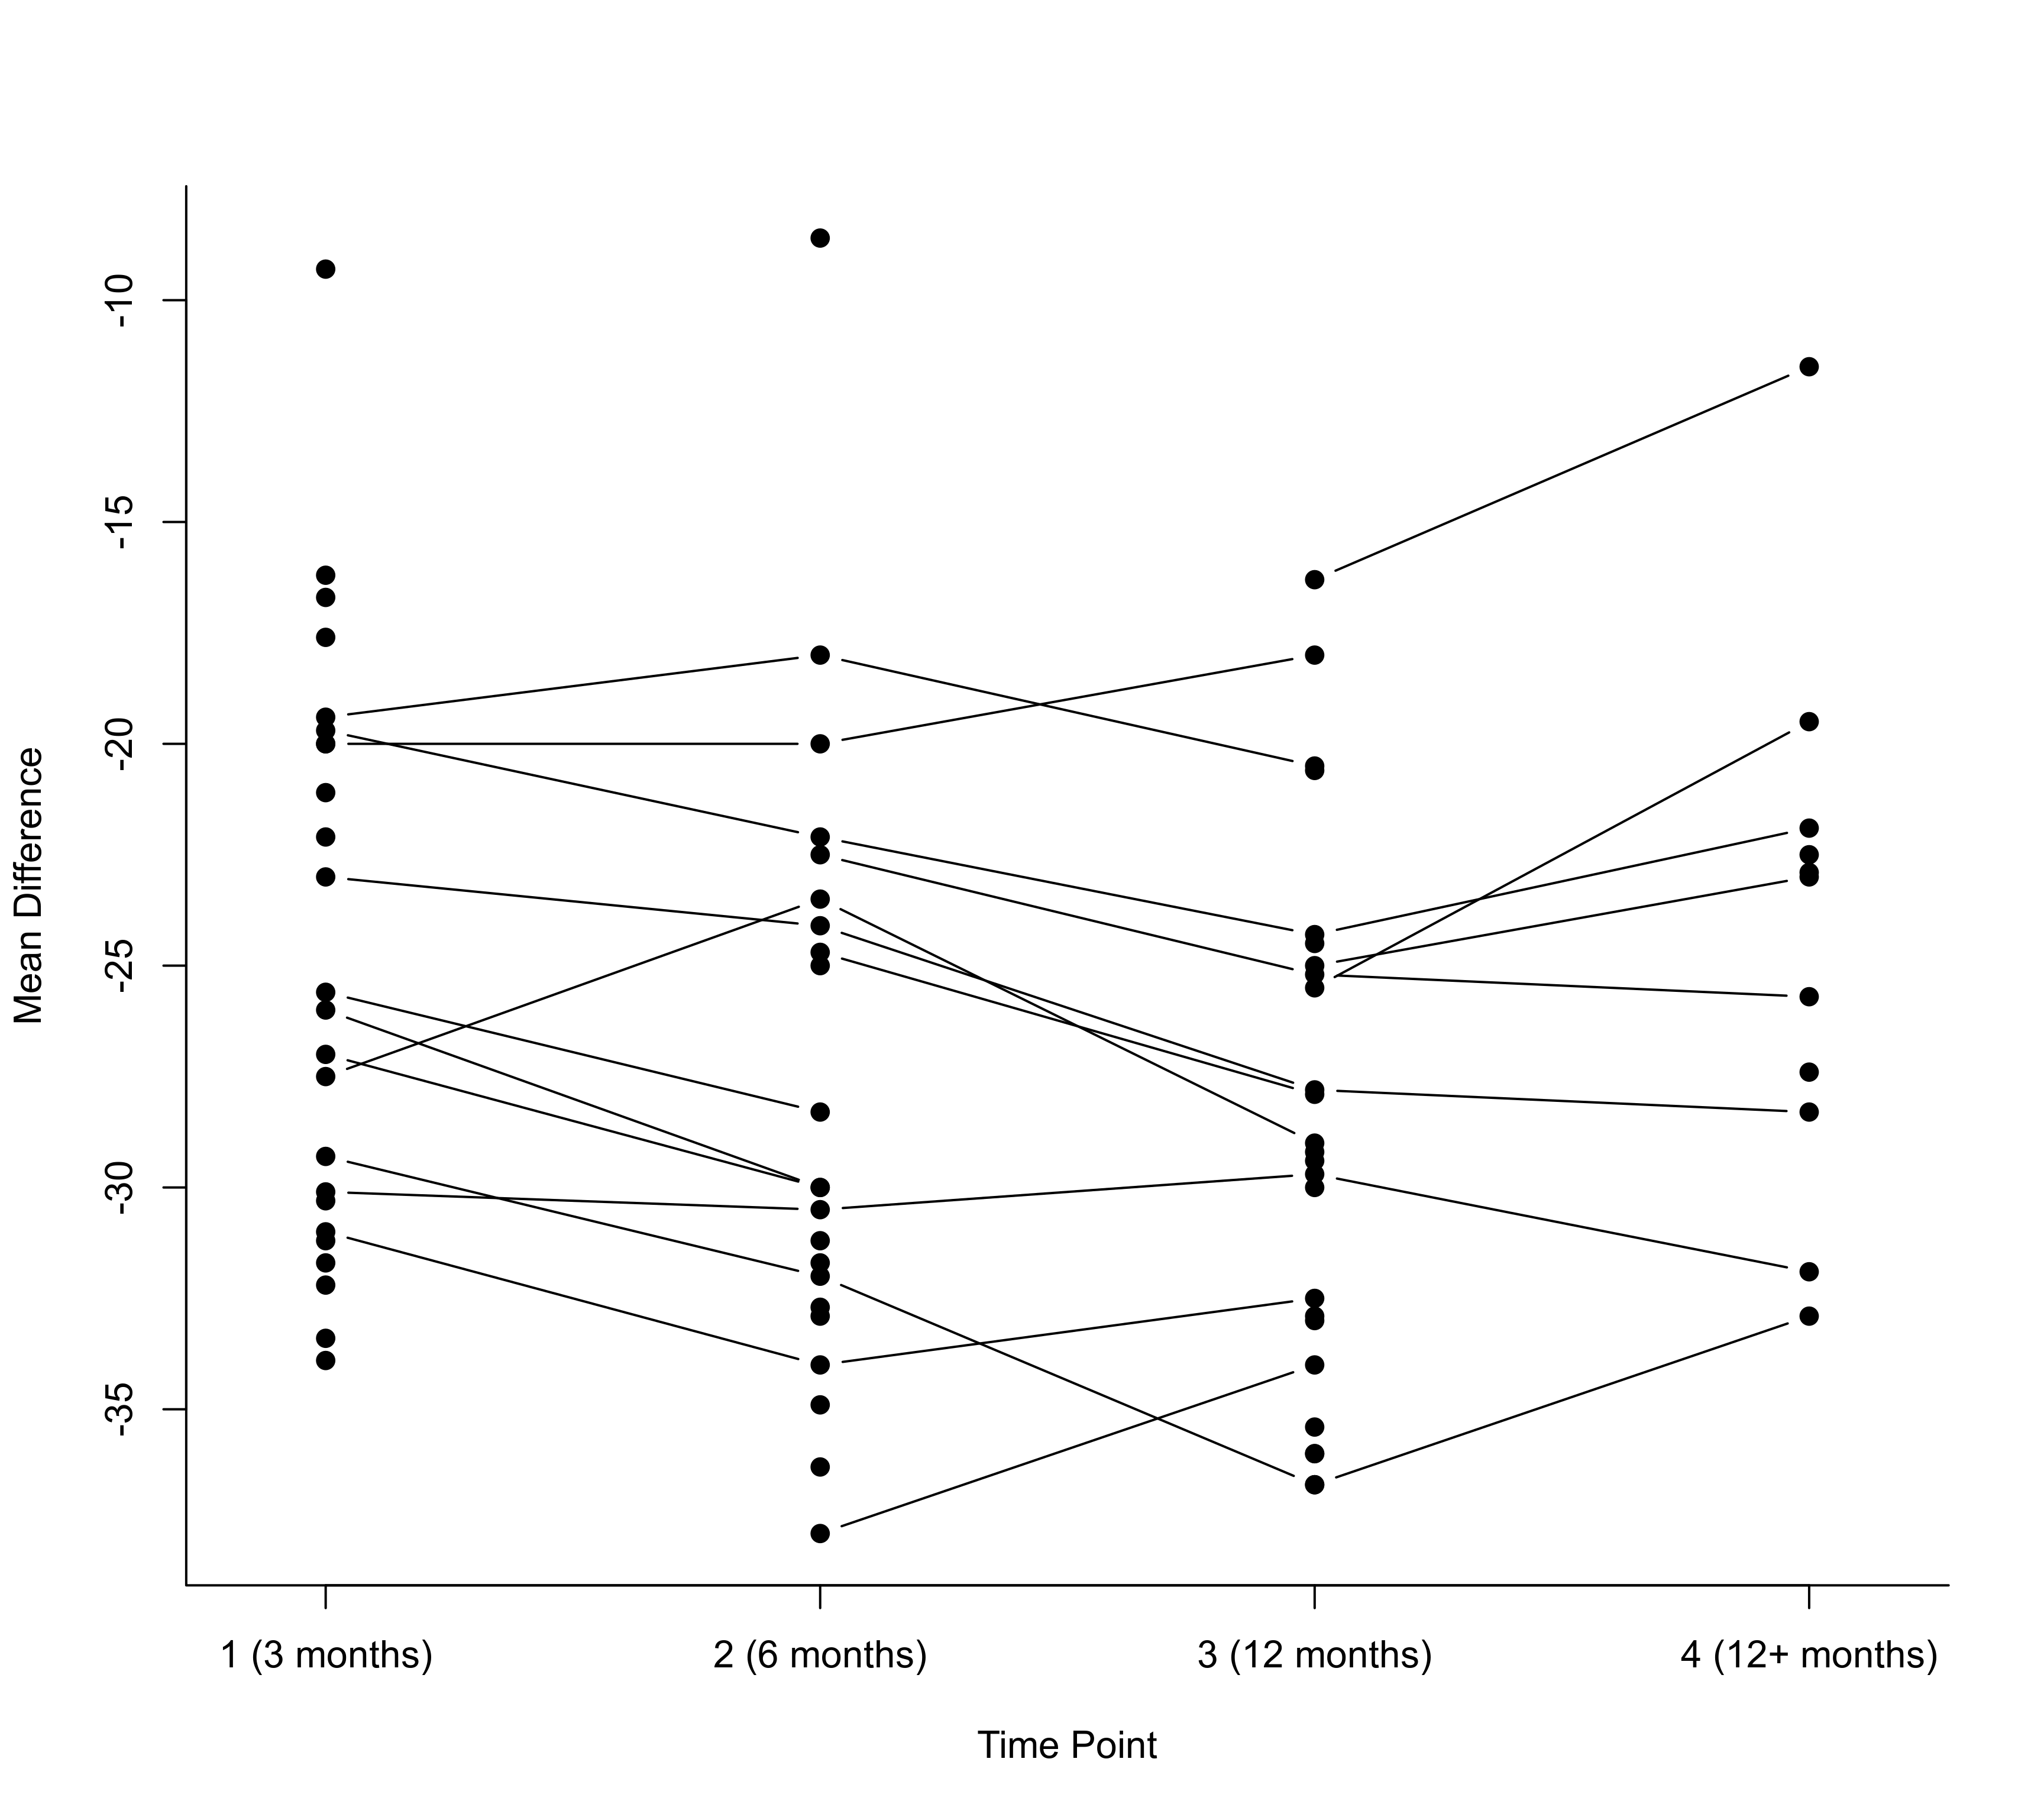 Mean Difference
-10
-15
-20
-25
-30
-35
1 (3 months)
2 (6 months)
3 (12 months)
4 (12+ months)
Time Point